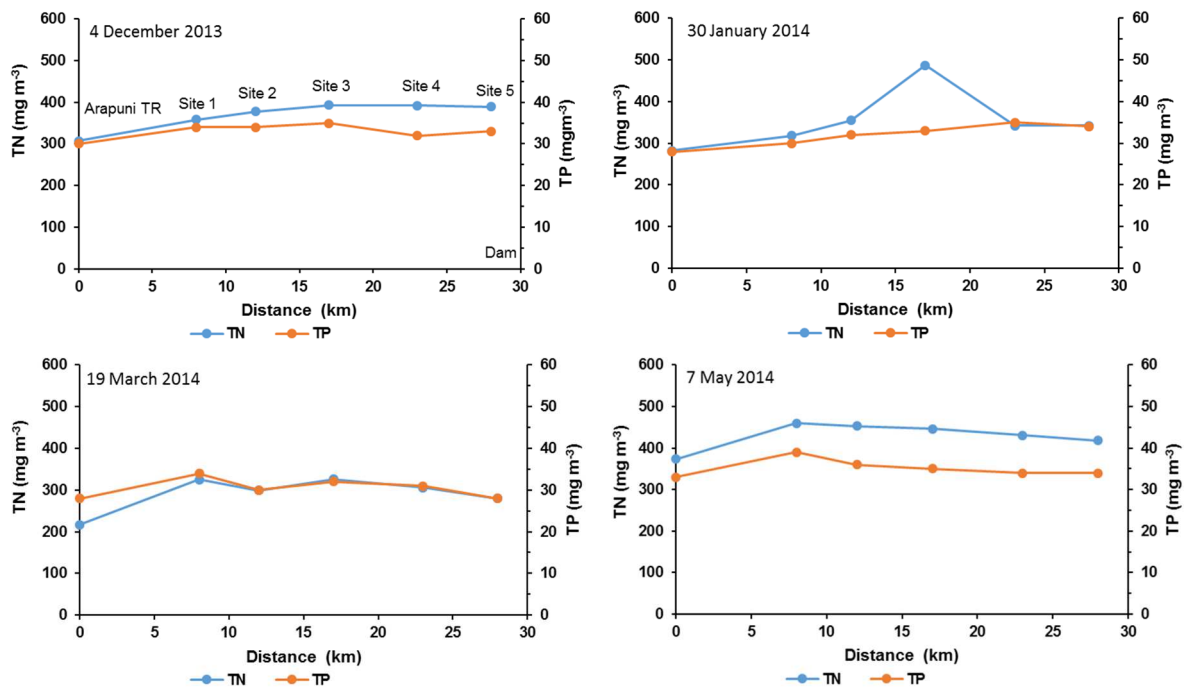 4 December 2013
600
500
400
300
200
100
0
TN (mg m-3)
60
50
40
30
20
10
0
TP (mgm-3)
Arapuni TR
Site 1
Site 2
Site 3
Site 4
Site 5
Dam
0 5 10 15 20 25 30
Distance (km)
TN TP
30 January 2014
600
500
400
300
200
100
0
TN (mg m-3)
60
50
40
30
20
10
0
TP (mg m-3)
0 5 10 15 20 25 30
Distance (km)
TN TP
19 March 2014
600
500
400
300
200
100
0
TN (mg m-3)
60
50
40
30
20
10
0
TP (mg m-3)
0 5 10 15 20 25 30
Distance (km)
TN TP
7 May 2014
600
500
400
300
200
100
0
TN (mg m-3)
60
50
40
30
20
10
0
TP (mg m-3)
0 5 10 15 20 25 30
Distance (km)
TN TP